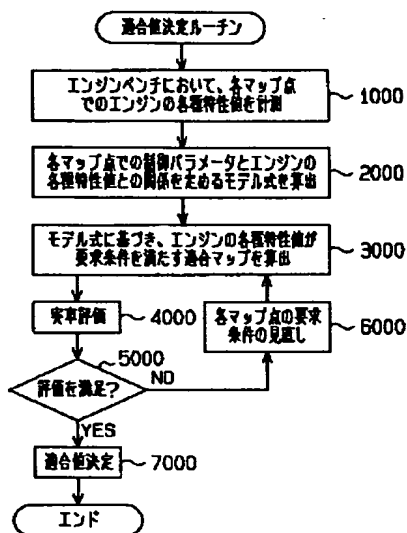 適合値決定ルーチン
エンジンベンチにおいて、各マップ点
でのエンジンの各種特性値を計測
1000
各マップ点での制御パラメータとエンジンの
各種特性値との関係を定めるモデル式を算出
2000
モデル式に基づき、エンジンの各種特性値が
要求条件を満たす適合マップを算出
3000
実車評価
4000
各マップ点の要求
条件の見直し
6000
5000
評価を満足?
NO
YES
適合値決定
7000
エンド